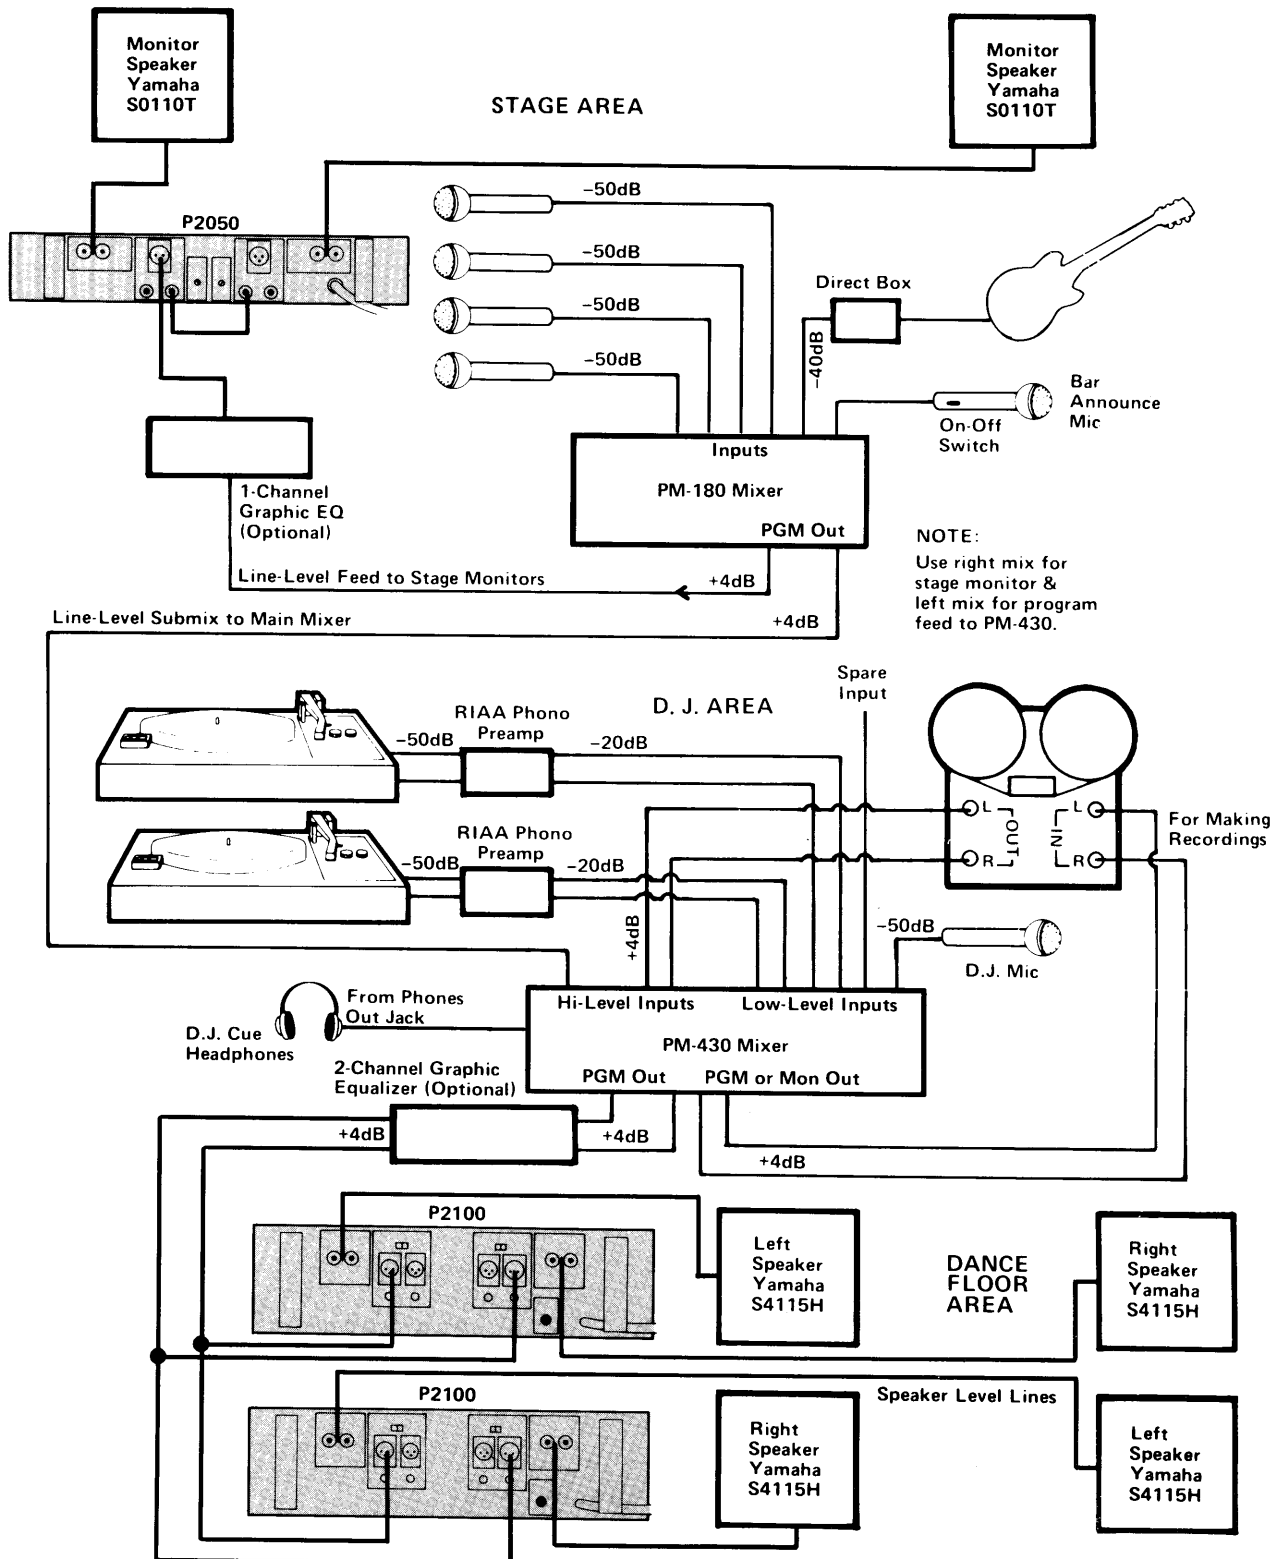 Monitor
Speaker
Yamaha
S0110T
STAGE AREA
Monitor
Speaker
Yamaha
S0110T
P2050
−50dB
−50dB
−50dB
−50dB
Direct Box
−40dB
On-Off
Switch
Bar
Announce
Mic
Inputs
PM-180 Mixer
PGM Out
1-Channel
Graphic EQ
(Optional)
Line-Level Feed to Stage Monitors
+4dB
NOTE:
Use right mix for
stage monitor &
left mix for program
feed to PM-430.
Line-Level Submix to Main Mixer
+4dB
Spare
Input
D. J. AREA
RIAA Phono
Preamp
−50dB
−20dB
L
R
OUT
IN
L
R
For Making
Recordings
RIAA Phono
Preamp
−50dB
−20dB
+4dB
−50dB
D.J. Mic
From Phones
Out Jack
D.J. Cue
Headphones
Hi-Level Inputs
Low-Level Inputs
PM-430 Mixer
PGM Out
PGM or Mon Out
2-Channel Graphic
Equalizer (Optional)
+4dB
+4dB
+4dB
P2100
Left
Speaker
Yamaha
S4115H
DANCE
FLOOR
AREA
Right
Speaker
Yamaha
S4115H
P2100
Speaker Level Lines
Right
Speaker
Yamaha
S4115H
Left
Speaker
Yamaha
S4115H